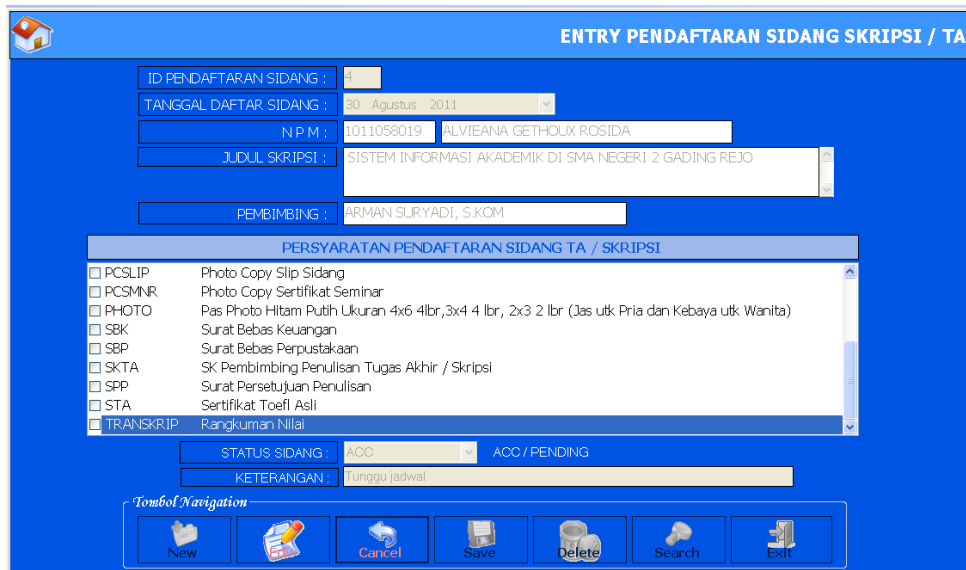 ENTRY PENDAFTARAN SIDANG SKRIPSI / TA
ID PENDAFTARAN SIDANG : 4
TANGGAL DAFTAR SIDANG : 30 Agustus 2011
N P M : 1011058019 ALVIEANA GETHOUX ROSIDA
JUDUL SKRIPSI : SISTEM INFORMASI AKADEMIK DI SMA NEGERI 2 GADING REJO
PEMBIMBING : ARMAN SURYADI, S.KOM
PERSYARATAN PENDAFTARAN SIDANG TA / SKRIPSI
PCSLIP Photo Copy Slip Sidang
PCSMNR Photo Copy Sertifikat Seminar
PHOTO Pas Photo Hitam Putih Ukuran 4x6 4lbr,3x4 4 lbr, 2x3 2 lbr (Jas utk Pria dan Kebaya utk Wanita)
SBK Surat Bebas Keuangan
SBP Surat Bebas Perpustakaan
SKTA SK Pembimbing Penulisan Tugas Akhir / Skripsi
SPP Surat Persetujuan Penulisan
STA Sertifikat Toefl Asli
TRANSKRIP Rangkuman Nilai
STATUS SIDANG : ACC ACC / PENDING
KETERANGAN : Tunggu jadwal
Tombol Navigation
New Edit Cancel Save Delete Search Exit